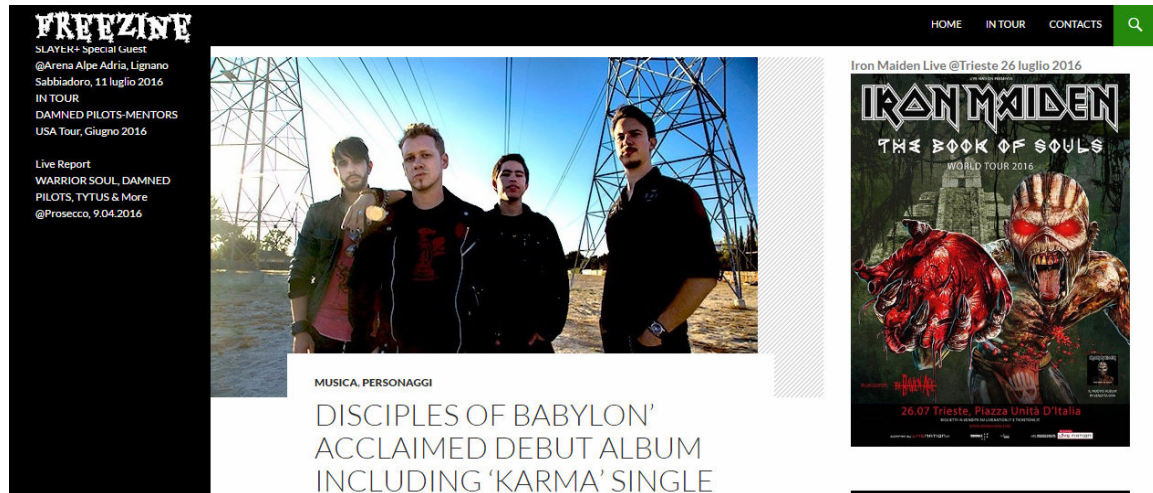 FREEZINE
HOME IN TOUR CONTACTS
SLAYER+ Special Guest
@Arena Alpe Adria, Lignano
Sabbiadoro, 11 luglio 2016
IN TOUR
DAMNED PILOTS-MENTORS
USA Tour, Giugno 2016
Live Report
WARRIOR SOUL, DAMNED
PILOTS, TYTUS & More
@Prosecco, 9.04.2016
MUSICA, PERSONAGGI
DISCIPLES OF BABYLON’
ACCLAIMED DEBUT ALBUM
INCLUDING ‘KARMA’ SINGLE
Iron Maiden Live @Trieste 26 luglio 2016
IRON MAIDEN
THE BOOK OF SOULS
WORLD TOUR 2016
THE RAVEN AGE
26.07 Trieste, Piazza Unità D'Italia